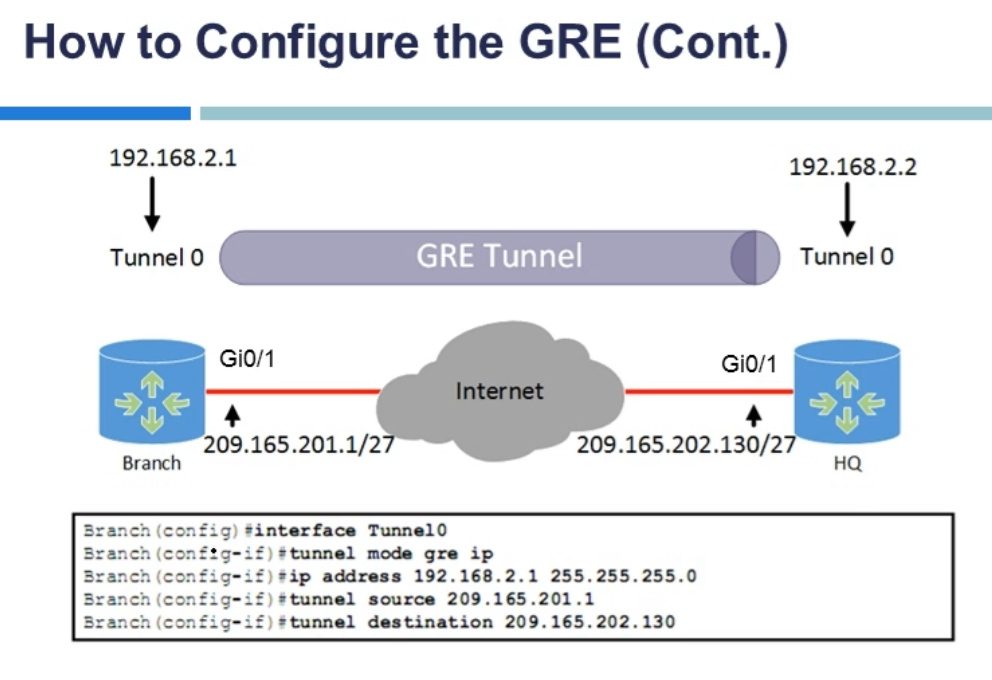 How to Configure the GRE (Cont.)
192.168.2.1
192.168.2.2
Tunnel 0
GRE Tunnel
Tunnel 0
Gi0/1
Gi0/1
Internet
209.165.201.1/27
209.165.202.130/27
Branch
HQ
Branch(config)#interface Tunnel0
Branch(config-if)#tunnel mode gre ip
Branch(config-if)#ip address 192.168.2.1 255.255.255.0
Branch(config-if)#tunnel source 209.165.201.1
Branch(config-if)#tunnel destination 209.165.202.130